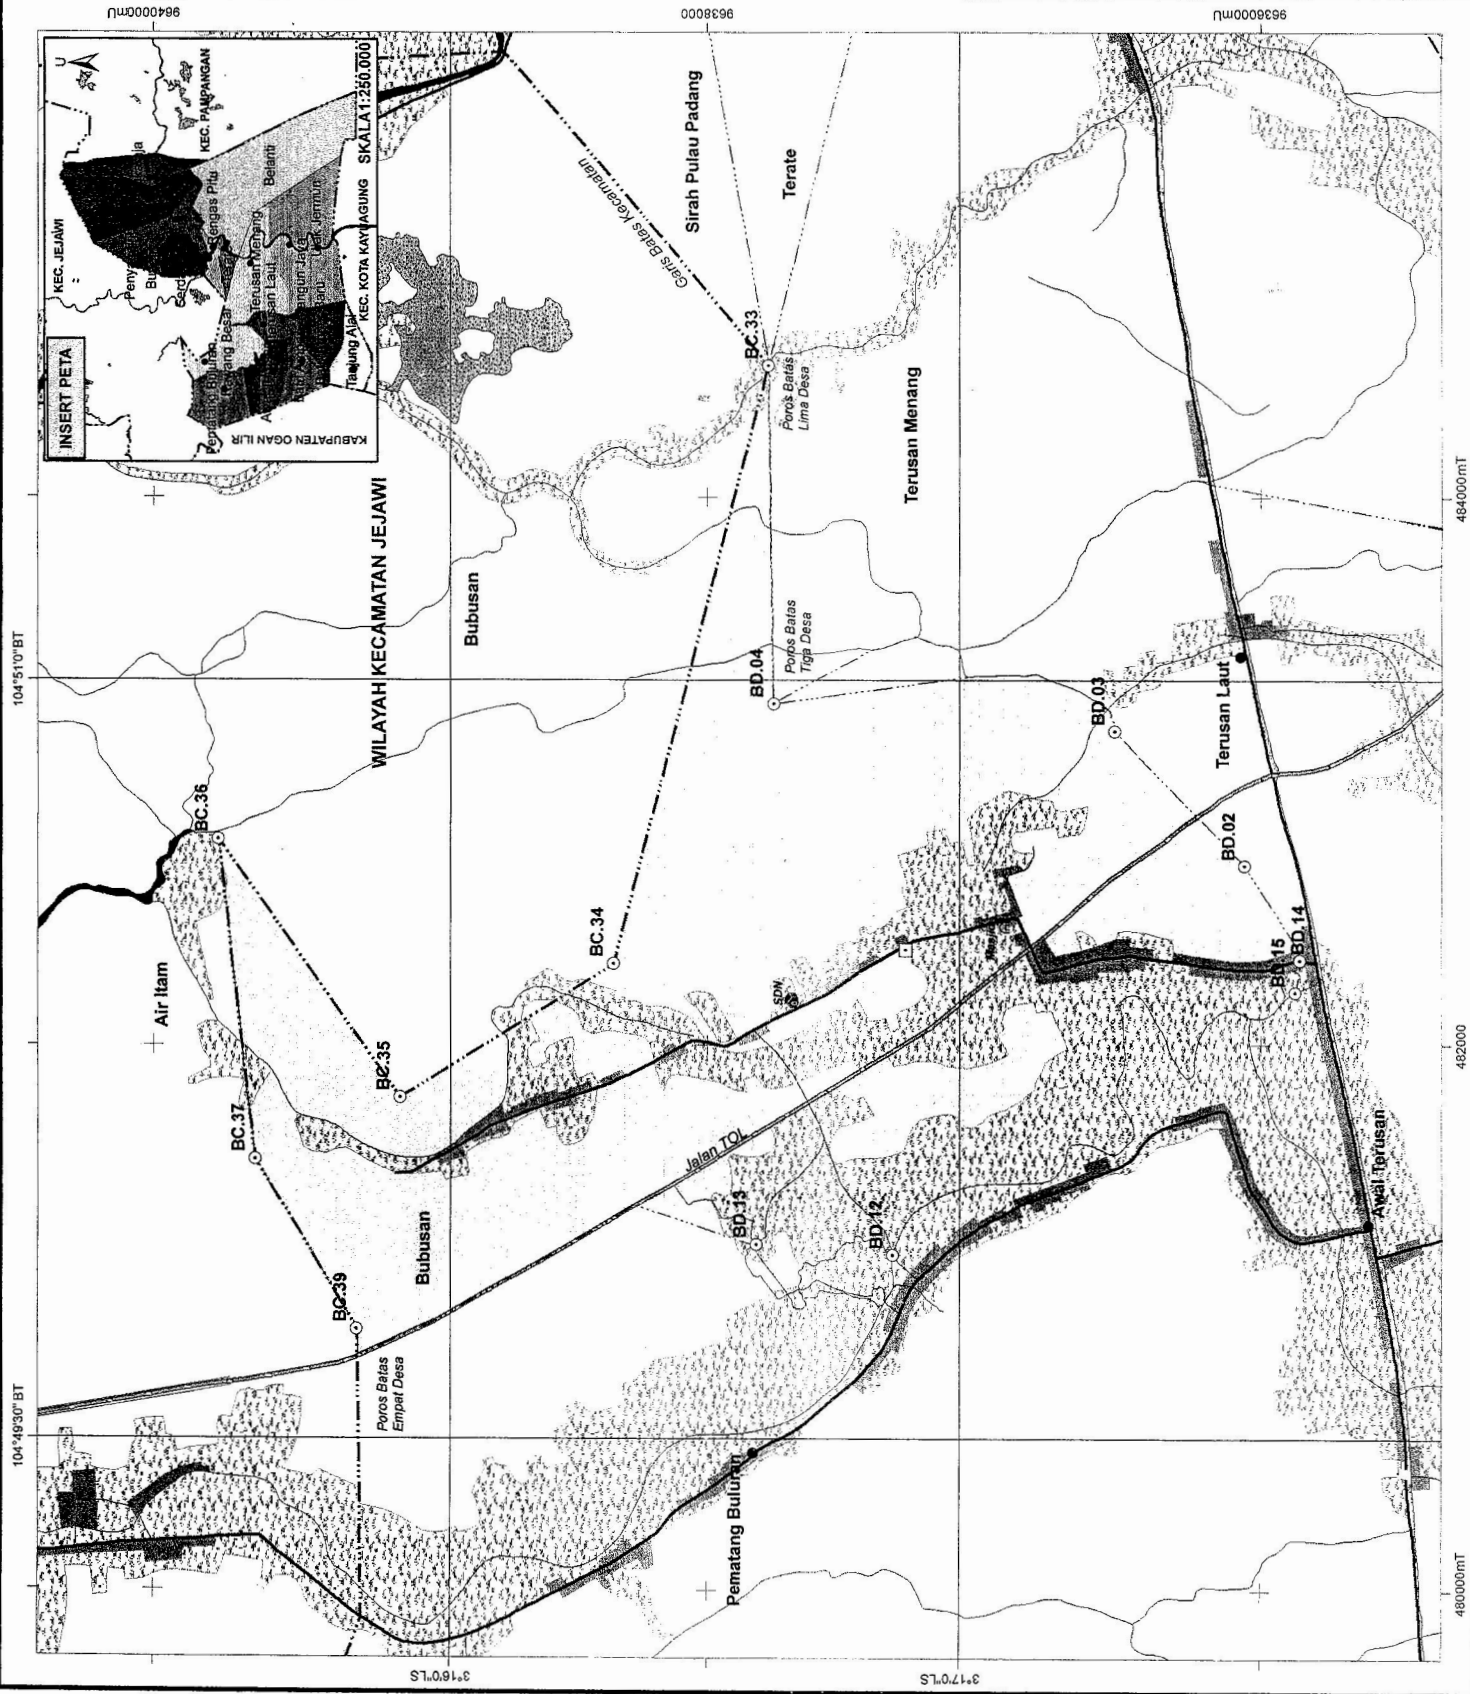 9640000mU
9638000
9636000mU
104°51'0"BT
104°49'30"BT
484000mT
482000
480000mT
3°16'0"LS
3°17'0"LS
INSERT PETA
U
KEC. JEJAWI
KEC. PAMPANGAN
SKALA 1:250.000
Belanti
Terusan Menang
Ulak Jermun
Tanjung Alai
KEC. KOTA KAYUAGUNG
KABUPATEN OGAN ILIR
Garis Batas Kecamatan
Sirah Pulau Padang
Terate
BC.33
Poros Batas
Lima Desa
Terusan Menang
WILAYAH KECAMATAN JEJAWI
Bubusan
BD.04
Poros Batas
Tiga Desa
BD.03
Terusan Laut
BC.36
Air Itam
BC.34
BD.02
BC.35
SDN
BD.15
BD.14
BC.37
Jalan TOL
BD.13
BD.12
Awal Terusan
Bubusan
BC.39
Poros Batas
Empat Desa
Pematang Buluran